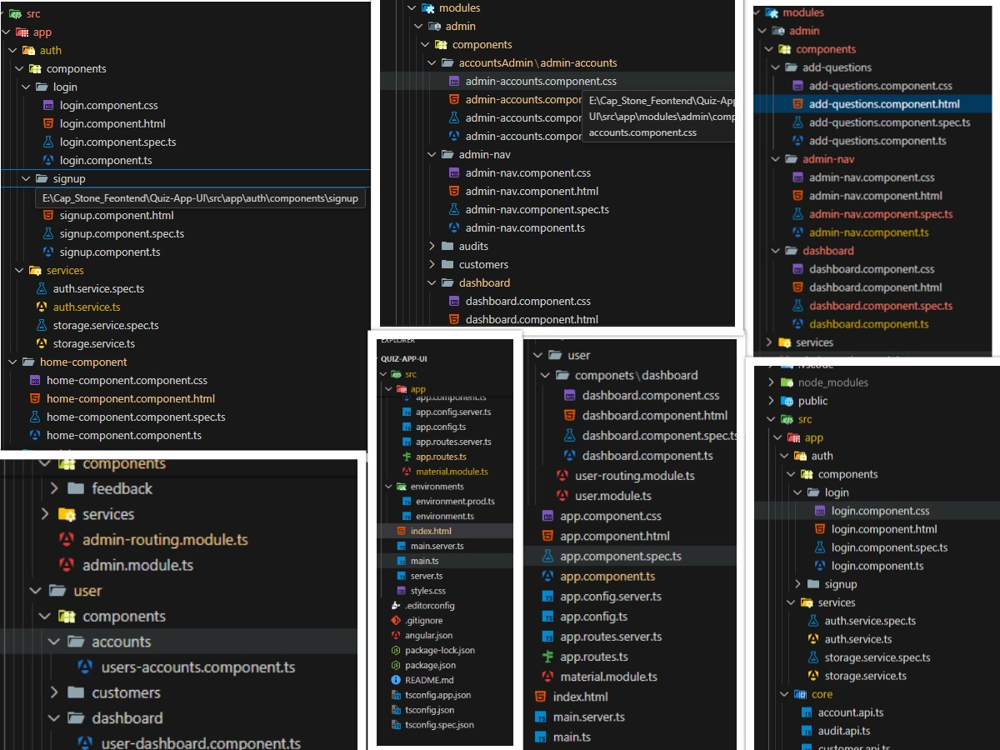 src
app
auth
components
login
login.component.css
login.component.html
login.component.spec.ts
login.component.ts
signup
E:\Cap_Stone_Feontend\Quiz-App-UI\src\app\auth\components\signup
signup.component.html
signup.component.spec.ts
signup.component.ts
services
auth.service.spec.ts
auth.service.ts
storage.service.spec.ts
storage.service.ts
home-component
home-component.component.css
home-component.component.html
home-component.component.spec.ts
home-component.component.ts
modules
admin
components
accountsAdmin\admin-accounts
admin-accounts.component.css
admin-accounts.compor
admin-accounts.compor
admin-accounts.compor
E:\Cap_Stone_Feontend\Quiz-App
UI\src\app\modules\admin\comp
accounts.component.css
admin-nav
admin-nav.component.css
admin-nav.component.html
admin-nav.component.spec.ts
admin-nav.component.ts
audits
customers
dashboard
dashboard.component.css
dashboard.component.html
modules
admin
components
add-questions
add-questions.component.css
add-questions.component.html
add-questions.component.spec.ts
add-questions.component.ts
admin-nav
admin-nav.component.css
admin-nav.component.html
admin-nav.component.spec.ts
admin-nav.component.ts
dashboard
dashboard.component.css
dashboard.component.html
dashboard.component.spec.ts
dashboard.component.ts
services
components
feedback
services
admin-routing.module.ts
admin.module.ts
user
components
accounts
users-accounts.component.ts
customers
dashboard
user-dashboard.component.ts
EXPLORER
QUIZ-APP-UI
src
app
app.component.ts
app.config.server.ts
app.config.ts
app.routes.server.ts
app.routes.ts
material.module.ts
environments
environment.prod.ts
environment.ts
index.html
main.server.ts
main.ts
server.ts
styles.css
.editorconfig
.gitignore
angular.json
package-lock.json
package.json
README.md
tsconfig.app.json
tsconfig.json
tsconfig.spec.json
user
componets\dashboard
dashboard.component.css
dashboard.component.html
dashboard.component.spec.ts
dashboard.component.ts
user-routing.module.ts
user.module.ts
app.component.css
app.component.html
app.component.spec.ts
app.component.ts
app.config.server.ts
app.config.ts
app.routes.server.ts
app.routes.ts
material.module.ts
index.html
main.server.ts
main.ts
.vscode
node_modules
public
src
app
auth
components
login
login.component.css
login.component.html
login.component.spec.ts
login.component.ts
signup
services
auth.service.spec.ts
auth.service.ts
storage.service.spec.ts
storage.service.ts
core
account.api.ts
audit.api.ts
customer.api.ts